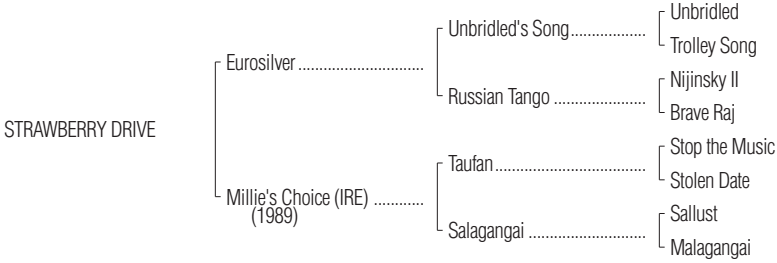 Unbridled
Unbridled's Song..................
Trolley Song
Eurosilver ..............................
Nijinsky II
Russian Tango ......................
Brave Raj
STRAWBERRY DRIVE
Stop the Music
Taufan....................................
Stolen Date
Millie's Choice (IRE) ............
(1989)
Sallust
Salagangai ............................
Malagangai